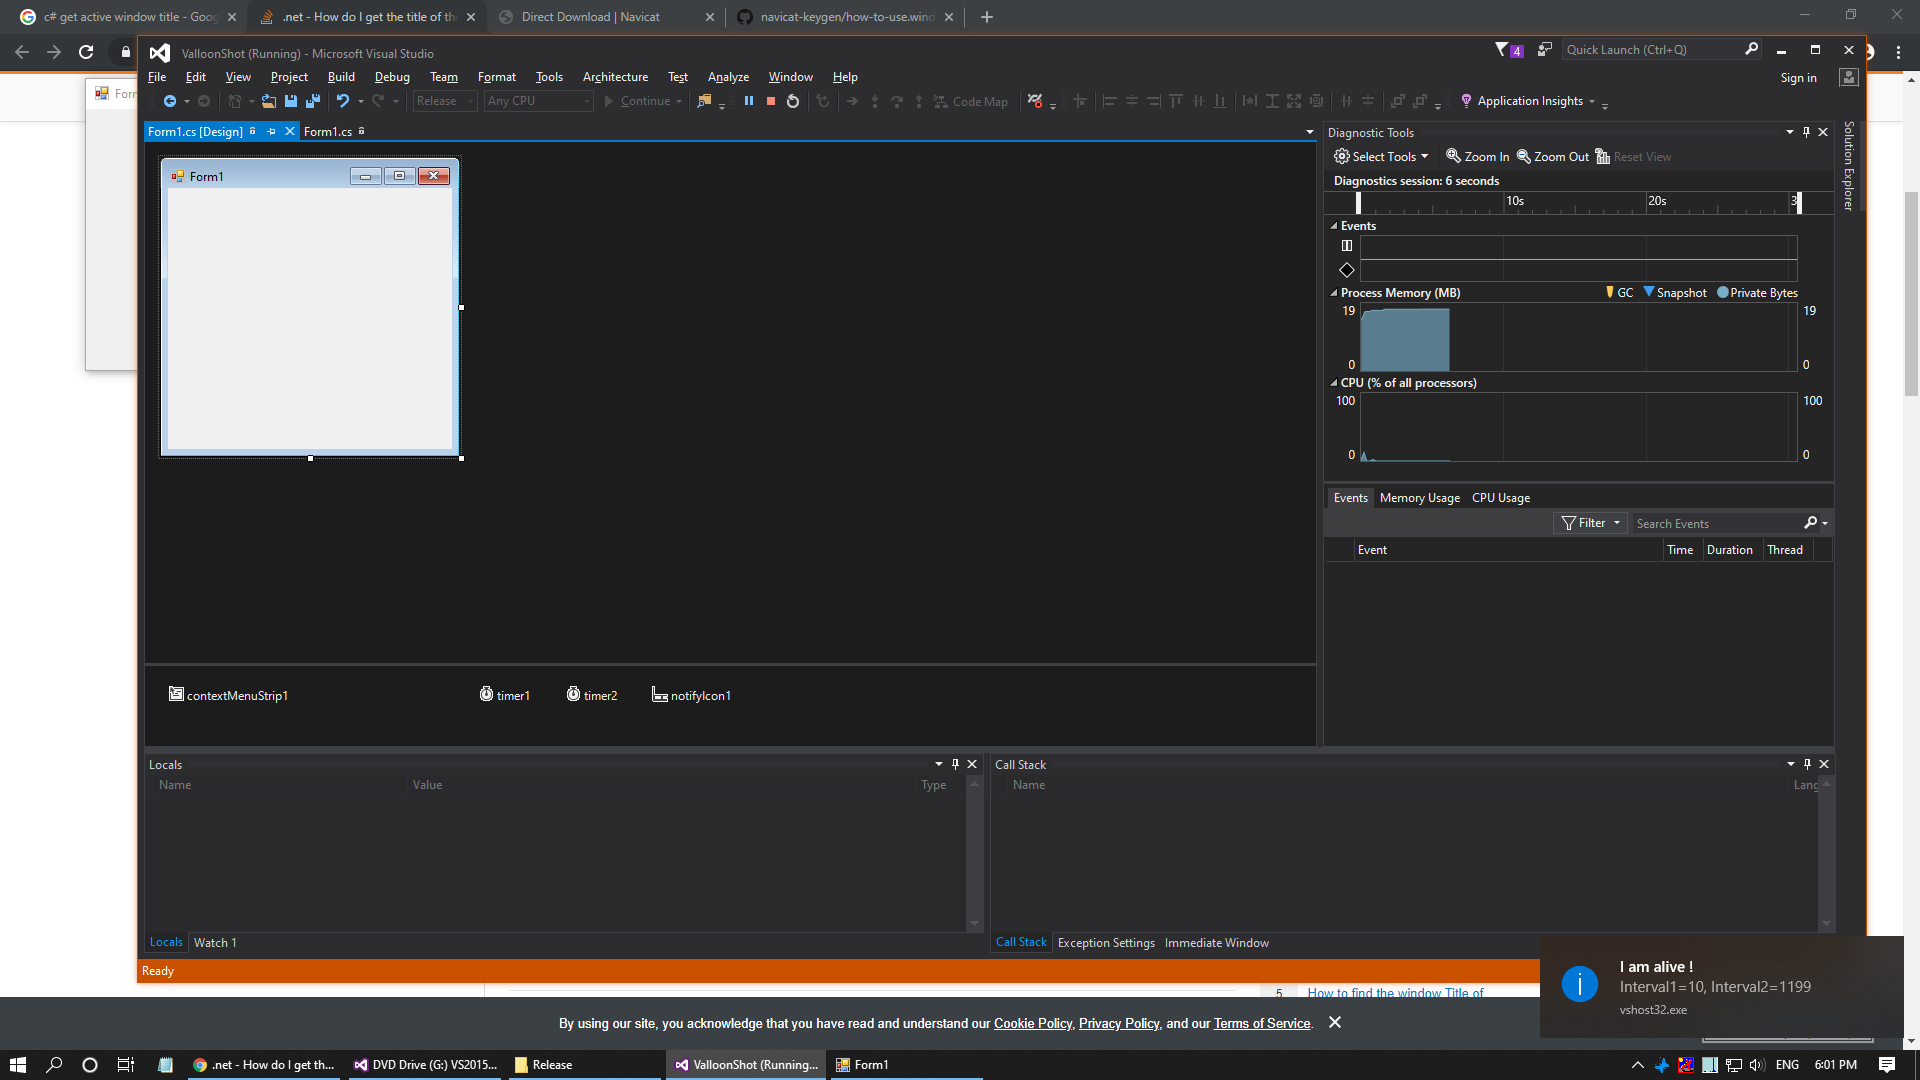 c# get active window title - Goog
.net - How do I get the title of the
Direct Download | Navicat
navicat-keygen/how-to-use.wind
ValloonShot (Running) - Microsoft Visual Studio
4
Quick Launch (Ctrl+Q)
File Edit View Project Build Debug Team Format Tools Architecture Test Analyze Window Help
Sign in
Form
Release Any CPU Continue Code Map Application Insights
Form1.cs [Design] Form1.cs
Diagnostic Tools
Solution Explorer
Select Tools Zoom In Zoom Out Reset View
Form1
Diagnostics session: 6 seconds
10s 20s 3
Events
Process Memory (MB) GC Snapshot Private Bytes
19 19
0 0
CPU (% of all processors)
100 100
0 0
Events Memory Usage CPU Usage
Filter Search Events
Event Time Duration Thread
contextMenuStrip1 timer1 timer2 notifyIcon1
Locals
Name Value Type
Call Stack
Name Lang
Locals Watch 1
Call Stack Exception Settings Immediate Window
Ready
I am alive !
Interval1=10, Interval2=1199
vshost32.exe
5 How to find the window Title of
By using our site, you acknowledge that you have read and understand our Cookie Policy, Privacy Policy, and our Terms of Service.
.net - How do I get th...
DVD Drive (G:) VS2015...
Release
ValloonShot (Running...
Form1
ENG 6:01 PM